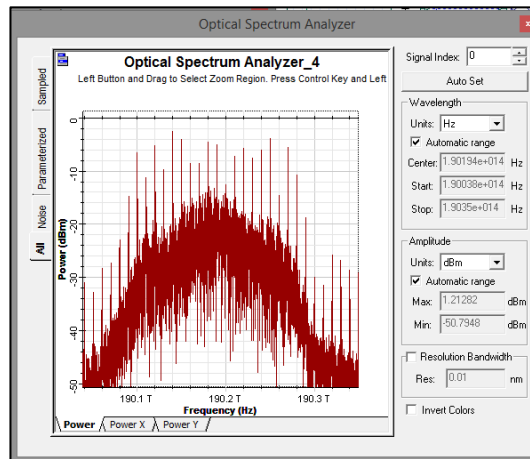 Optical Spectrum Analyzer
x
Optical Spectrum Analyzer_4
Left Button and Drag to Select Zoom Region. Press Control Key and Left
Sampled
Parameterized
Noise
All
Power (dBm)
0
-10
-20
-30
-40
-50
190.1 T
190.2 T
190.3 T
Frequency (Hz)
Power
Power X
Power Y
Signal Index: 0
Auto Set
Wavelength
Units: Hz
Automatic range
Center: 1.90194e+014 Hz
Start: 1.90038e+014 Hz
Stop: 1.9035e+014 Hz
Amplitude
Units: dBm
Automatic range
Max: 1.21282 dBm
Min: -50.7948 dBm
Resolution Bandwidth
Res: 0.01 nm
Invert Colors